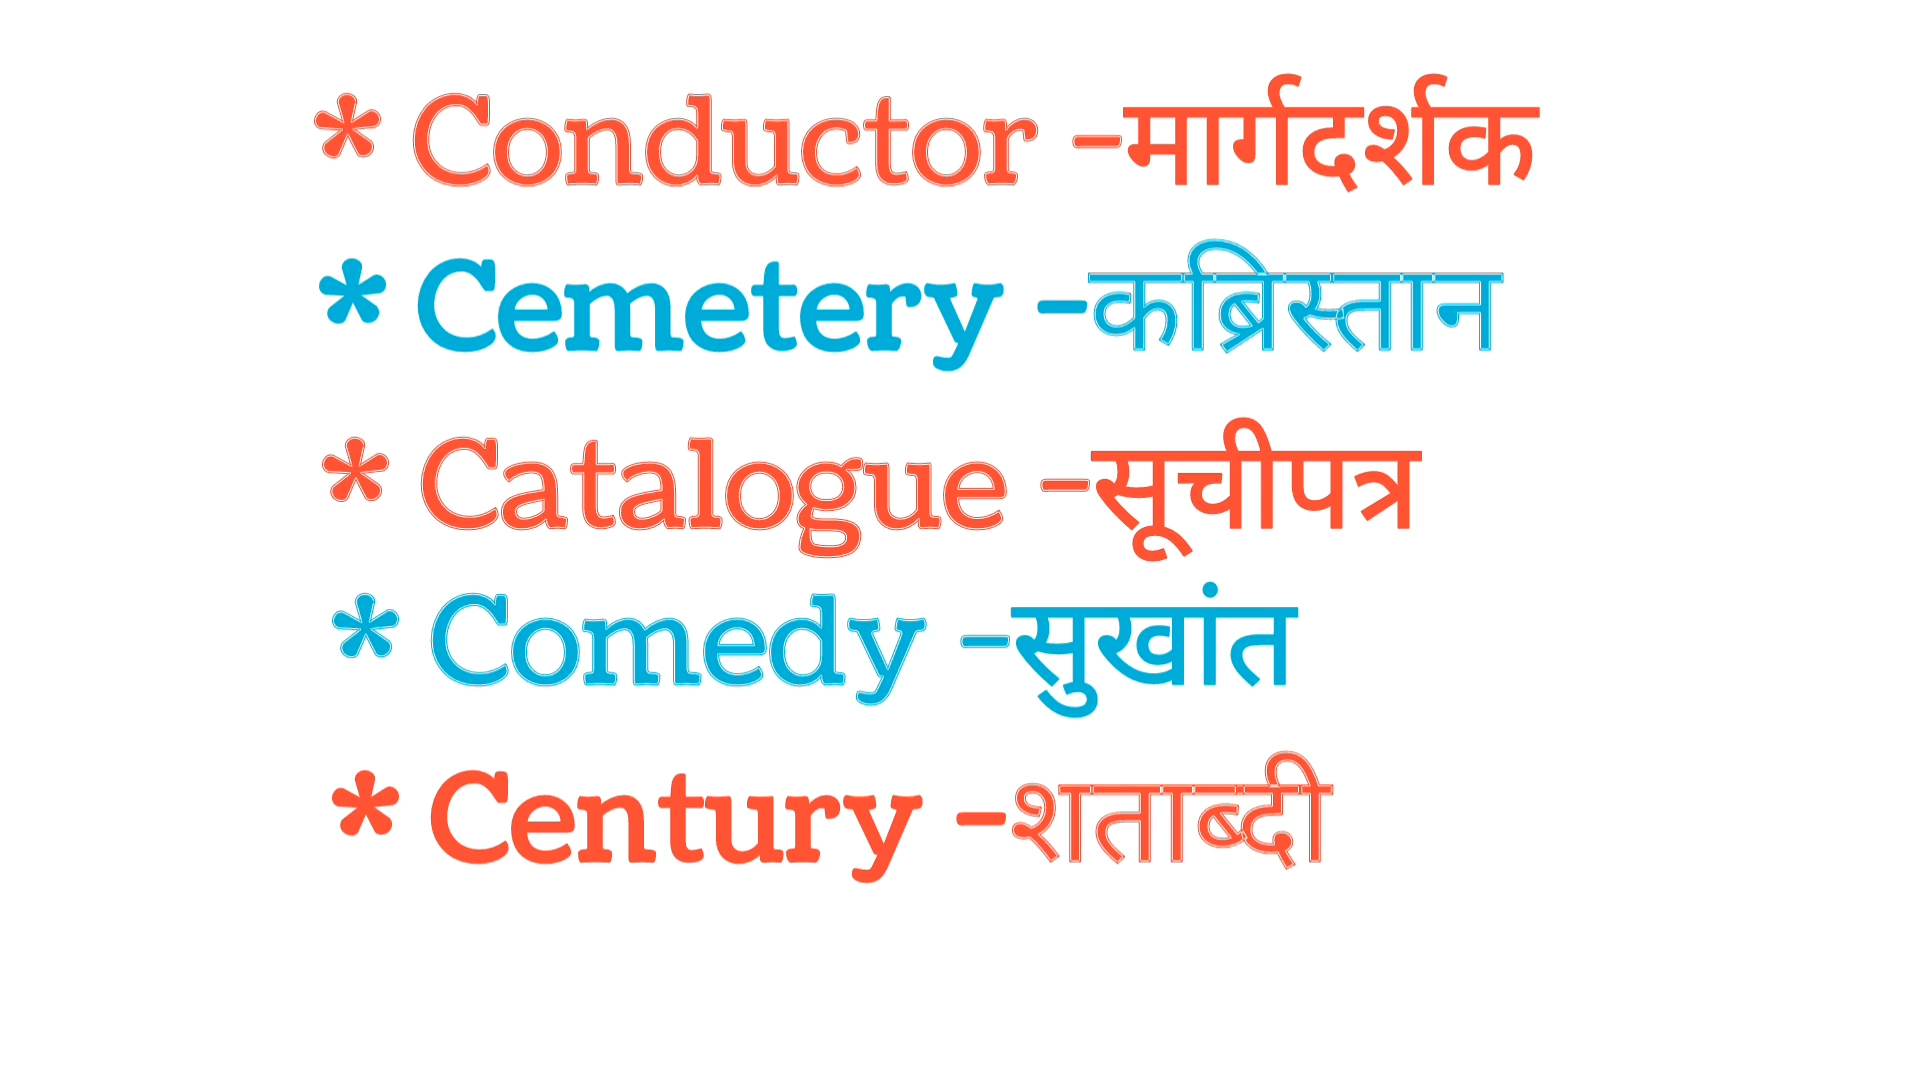 * Conductor -मार्गदर्शक
* Cemetery -कब्रिस्तान
* Catalogue -सूचीपत्र
* Comedy -सुखांत
* Century -शताब्दी